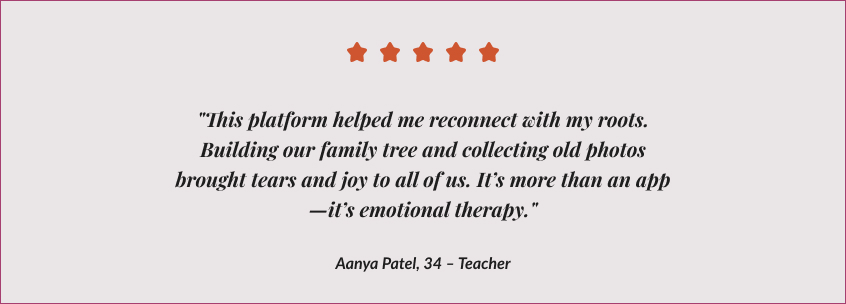 "This platform helped me reconnect with my roots.
Building our family tree and collecting old photos
brought tears and joy to all of us. It’s more than an app
—it’s emotional therapy."
Aanya Patel, 34 – Teacher